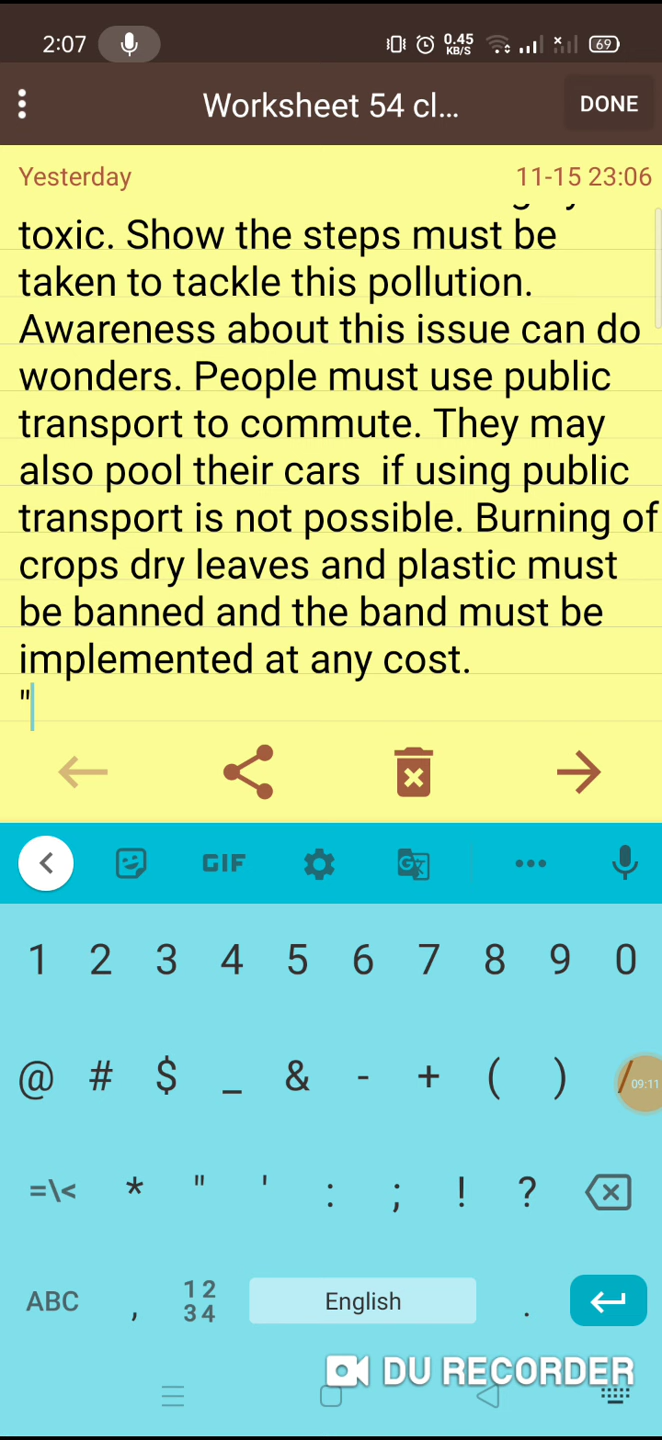 2:07
0.45
KB/S
69
Worksheet 54 cl...
DONE
Yesterday
11-15 23:06
toxic. Show the steps must be
taken to tackle this pollution.
Awareness about this issue can do
wonders. People must use public
transport to commute. They may
also pool their cars  if using public
transport is not possible. Burning of
crops dry leaves and plastic must
be banned and the band must be
implemented at any cost.
"
GIF
G
1 2 3 4 5 6 7 8 9 0
@ # $ _ & - + ( ) /
09:11
=\< * " ' : ; ! ?
ABC , 12 34 English .
DU RECORDER